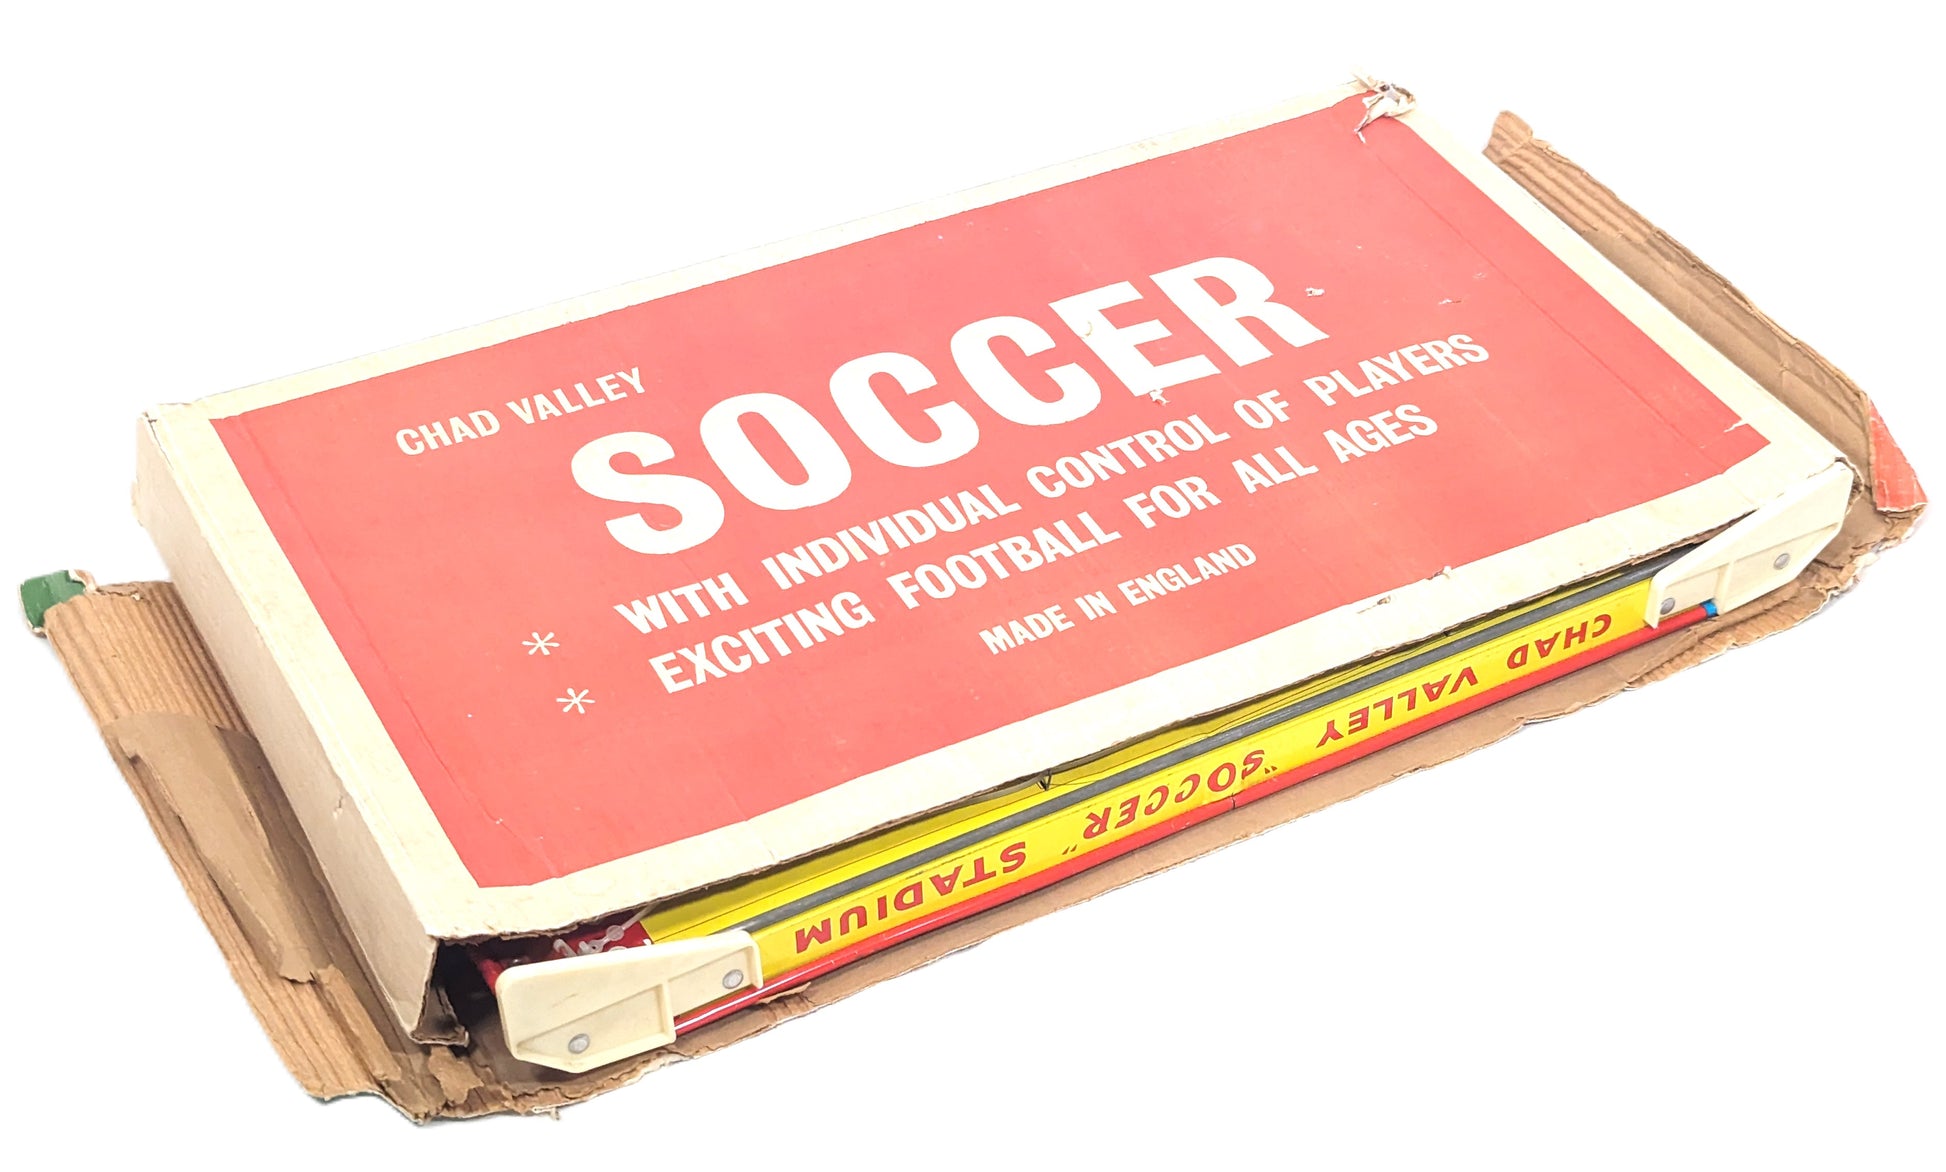 CHAD VALLEY
SOCCER
* WITH INDIVIDUAL CONTROL OF PLAYERS
* EXCITING FOOTBALL FOR ALL AGES
MADE IN ENGLAND
CHAD VALLEY "SOCCER" STADIUM